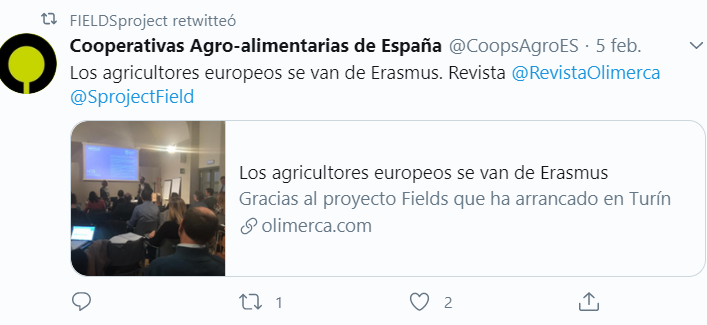 FIELDSproject retwitteó
Cooperativas Agro-alimentarias de España @CoopsAgroES · 5 feb.
Los agricultores europeos se van de Erasmus. Revista @RevistaOlimerca
@SprojectField
Los agricultores europeos se van de Erasmus
Gracias al proyecto Fields que ha arrancado en Turín
olimerca.com
1
2